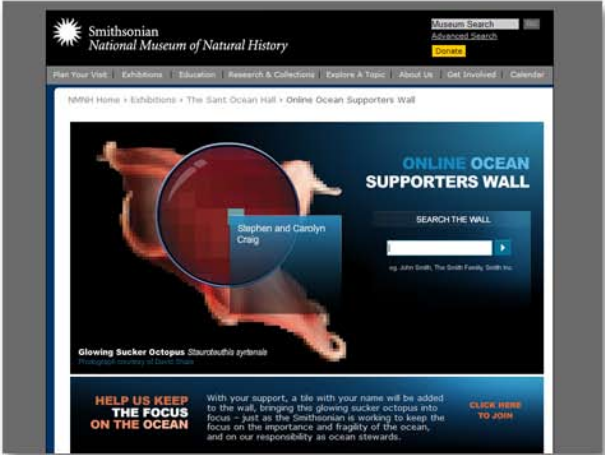 Smithsonian
National Museum of Natural History
Museum Search
Go
Advanced Search
Donate
Plan Your Visit | Exhibitions | Education | Research & Collections | Explore A Topic | About Us | Get Involved | Calendar
NMNH Home › Exhibitions › The Sant Ocean Hall › Online Ocean Supporters Wall
ONLINE OCEAN
SUPPORTERS WALL
SEARCH THE WALL
eg. John Smith, The Smith Family, Smith Inc.
Stephen and Carolyn
Craig
Glowing Sucker Octopus Stauroteuthis syrtensis
Photograph courtesy of David Shale
HELP US KEEP
THE FOCUS
ON THE OCEAN
With your support, a tile with your name will be added
to the wall, bringing this glowing sucker octopus into
focus – just as the Smithsonian is working to keep the
focus on the importance and fragility of the ocean,
and on our responsibility as ocean stewards.
CLICK HERE
TO JOIN